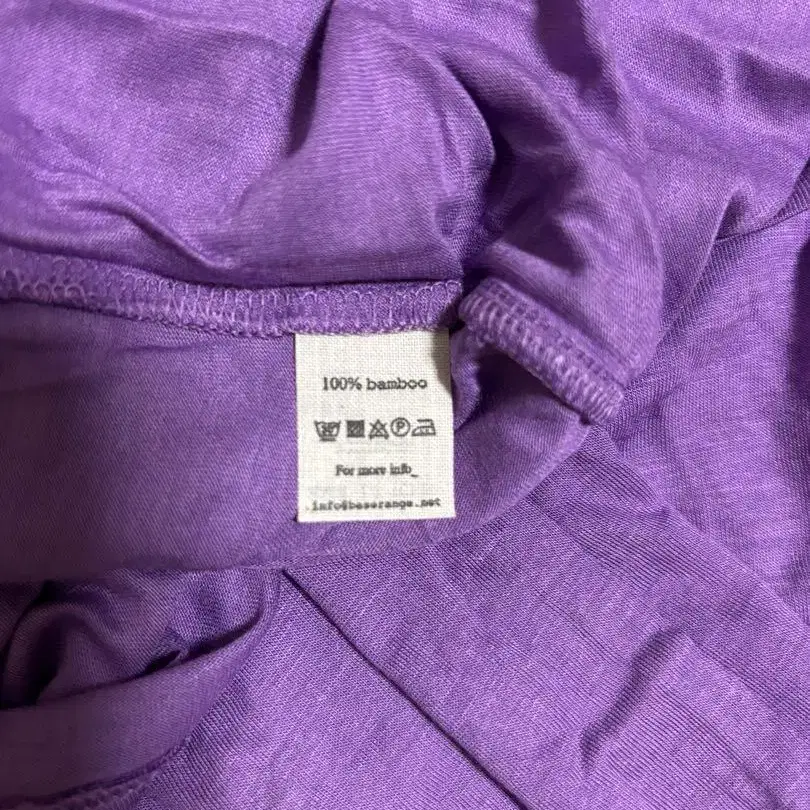 100% bamboo
P
For more info_
info@baserange.net